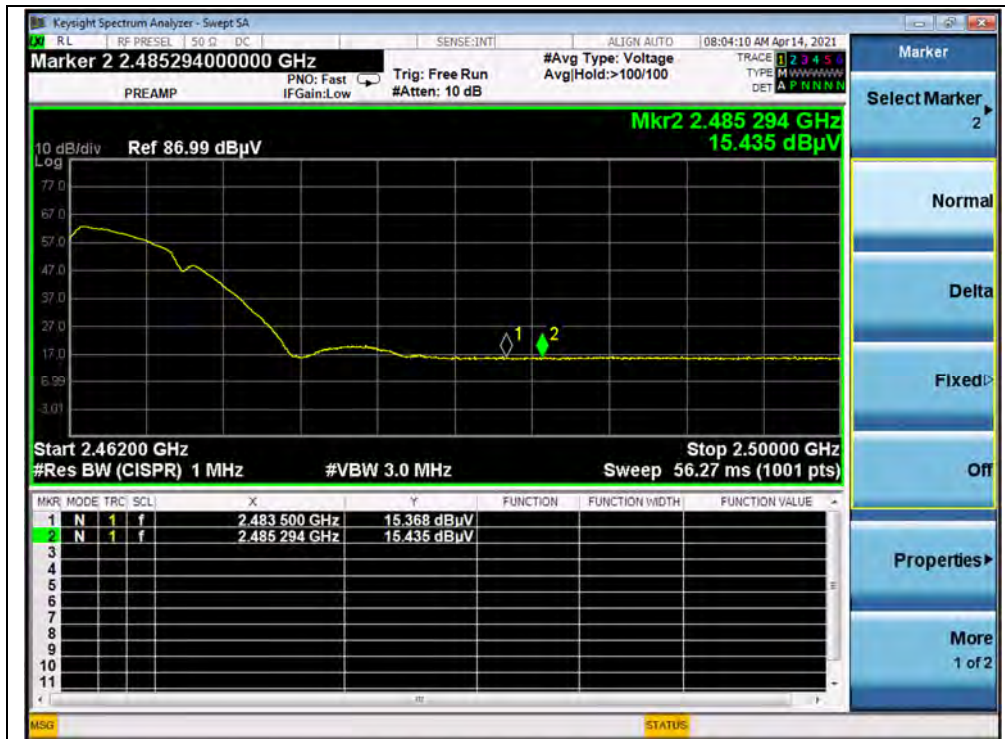 Keysight Spectrum Analyzer - Swept SA
RL RF PRESEL 50 Ω DC SENSE:INT ALIGN AUTO 08:04:10 AM Apr 14, 2021
Marker 2 2.485294000000 GHz
PREAMP
PNO: Fast
IFGain:Low
Trig: Free Run
#Atten: 10 dB
#Avg Type: Voltage
Avg|Hold:>100/100
TRACE 1 2 3 4 5 6
TYPE M W W W W W
DET A P N N N N
Mkr2 2.485 294 GHz
15.435 dBµV
10 dB/div Ref 86.99 dBµV
Log
77.0
67.0
57.0
47.0
37.0
27.0
17.0
6.99
-3.01
1 2
Start 2.46200 GHz Stop 2.50000 GHz
#Res BW (CISPR) 1 MHz #VBW 3.0 MHz Sweep 56.27 ms (1001 pts)
MKR MODE TRC SCL X Y FUNCTION FUNCTION WIDTH FUNCTION VALUE
1 N 1 f 2.483 500 GHz 15.368 dBµV
2 N 1 f 2.485 294 GHz 15.435 dBµV
3
4
5
6
7
8
9
10
11
MSG STATUS
Marker
Select Marker
2
Normal
Delta
Fixed
Off
Properties
More
1 of 2